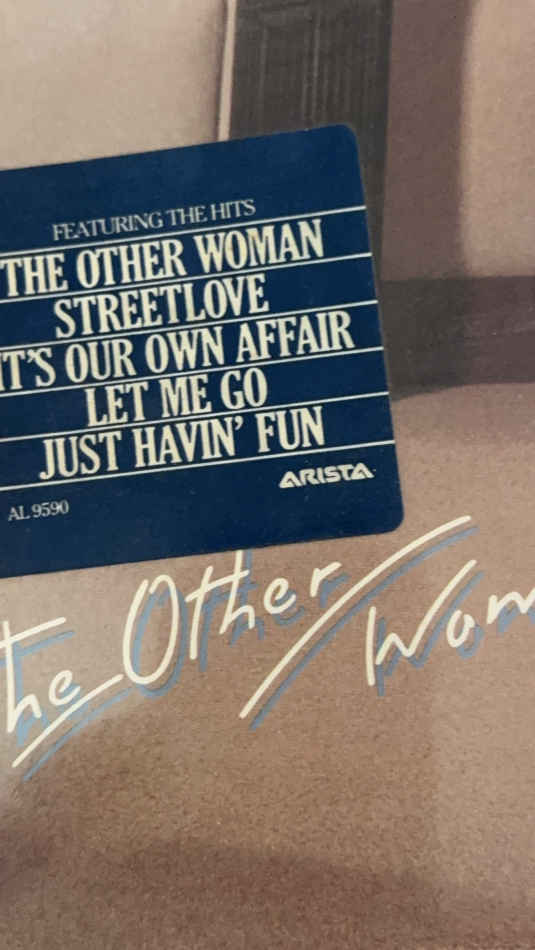 FEATURING THE HITS
THE OTHER WOMAN
STREETLOVE
IT'S OUR OWN AFFAIR
LET ME GO
JUST HAVIN' FUN
ARISTA
AL 9590
The Other Wom